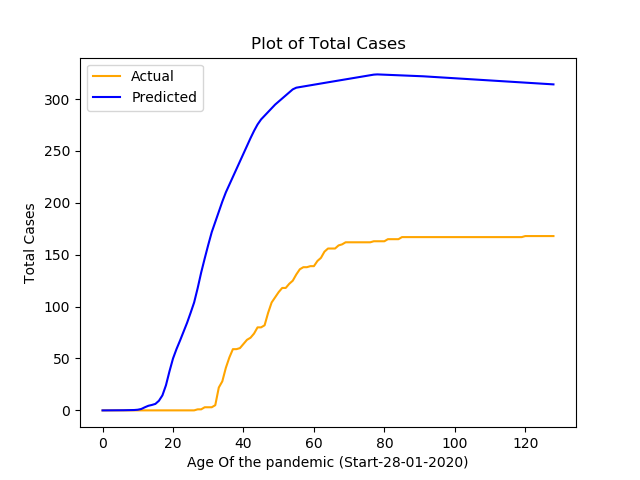 Plot of Total Cases
Actual
Predicted
300
250
200
150
100
50
0
Total Cases
0 20 40 60 80 100 120
Age Of the pandemic (Start-28-01-2020)